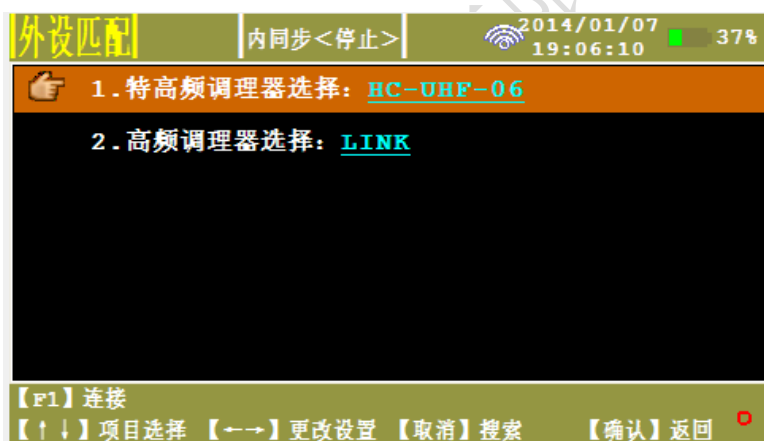 外设匹配 内同步<停止> 2014/01/07 37%
19:06:10
1.特高频调理器选择：HC-UHF-06
2.高频调理器选择：LINK
【F1】连接
【↑↓】项目选择 【←→】更改设置 【取消】搜索 【确认】返回